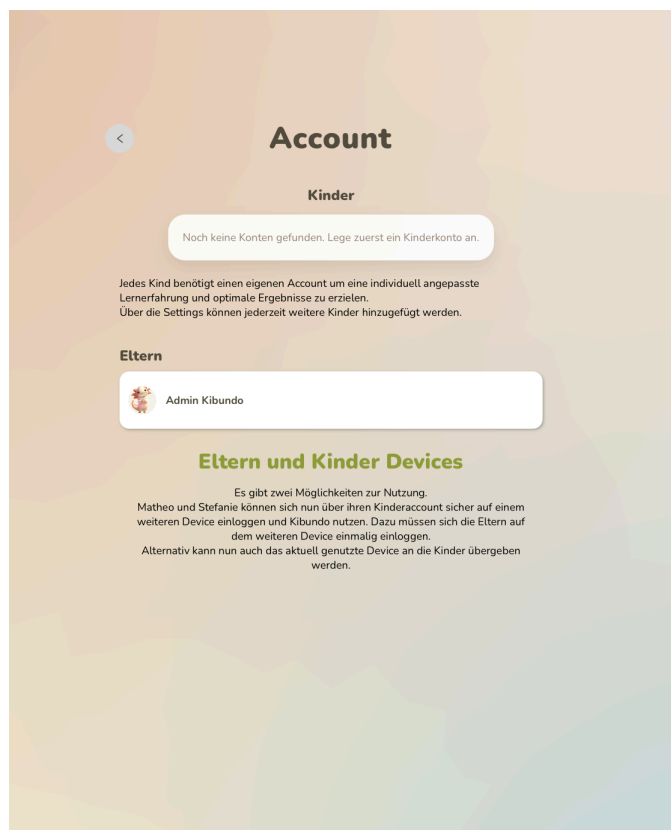 Account
Kinder
Noch keine Konten gefunden. Lege zuerst ein Kinderkonto an.
Jedes Kind benötigt einen eigenen Account um eine individuell angepasste
Lernerfahrung und optimale Ergebnisse zu erzielen.
Über die Settings können jederzeit weitere Kinder hinzugefügt werden.
Eltern
Admin Kibundo
Eltern und Kinder Devices
Es gibt zwei Möglichkeiten zur Nutzung.
Matheo und Stefanie können sich nun über ihren Kinderaccount sicher auf einem
weiteren Device einloggen und Kibundo nutzen. Dazu müssen sich die Eltern auf
dem weiteren Device einmalig einloggen.
Alternativ kann nun auch das aktuell genutzte Device an die Kinder übergeben
werden.